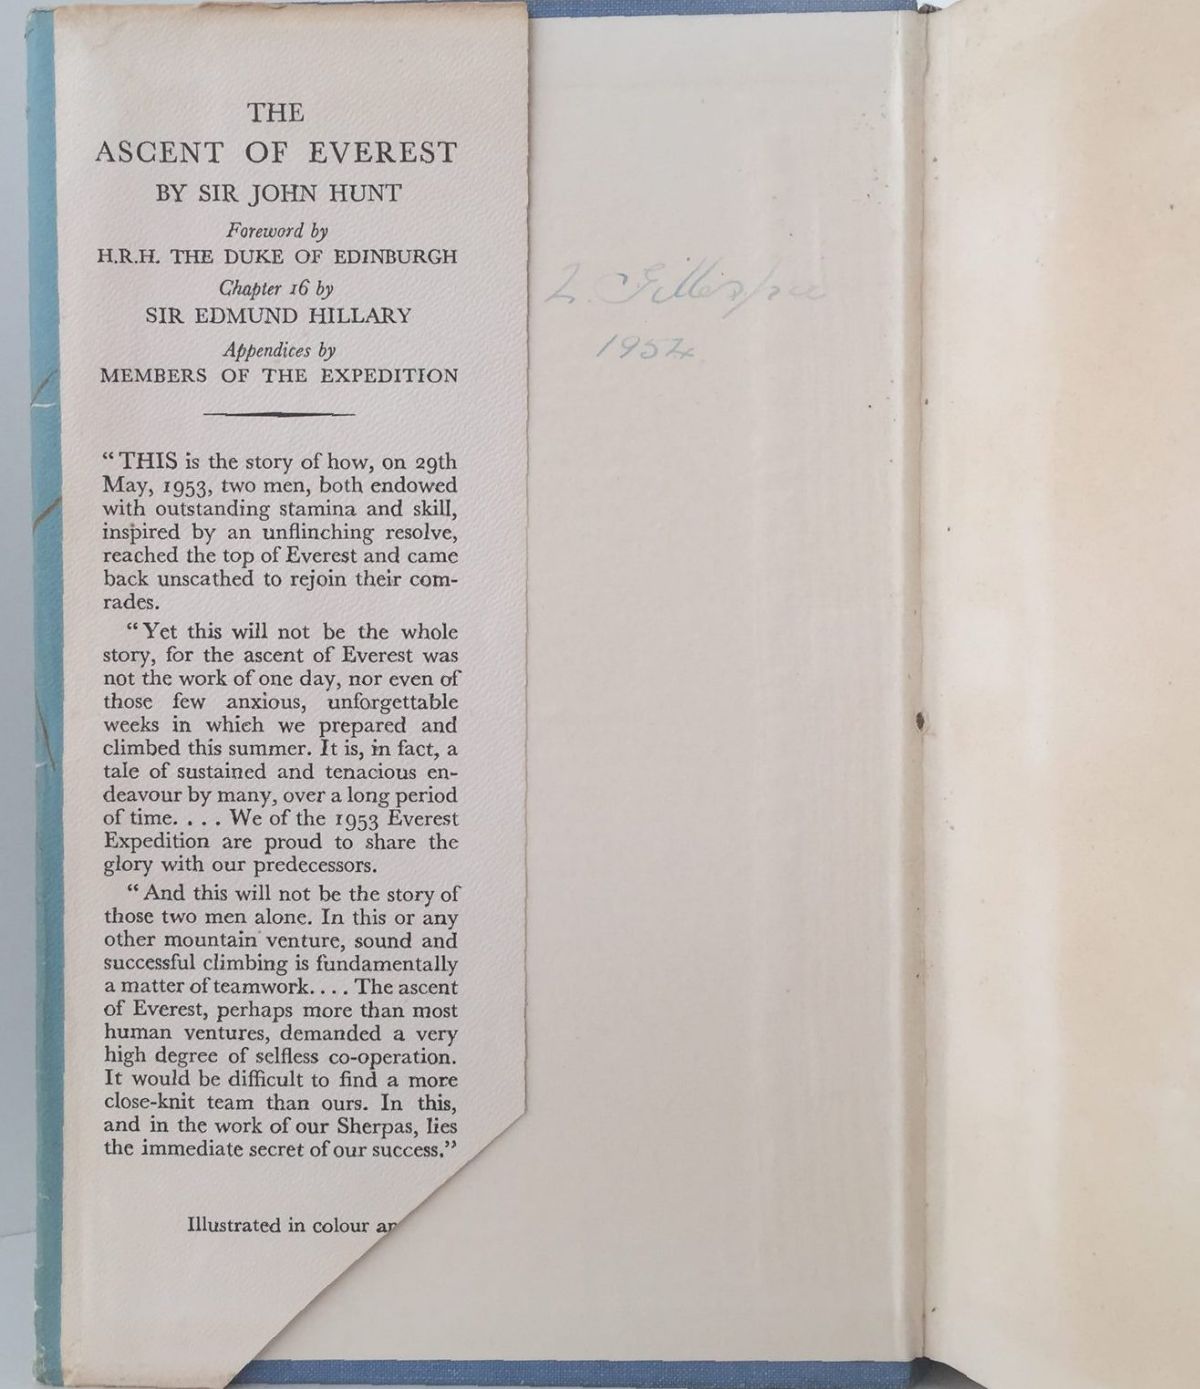 THE
ASCENT OF EVEREST
BY SIR JOHN HUNT
Foreword by
H.R.H. THE DUKE OF EDINBURGH
Chapter 16 by
SIR EDMUND HILLARY
Appendices by
MEMBERS OF THE EXPEDITION
“THIS is the story of how, on 29th
May, 1953, two men, both endowed
with outstanding stamina and skill,
inspired by an unflinching resolve,
reached the top of Everest and came
back unscathed to rejoin their com-
rades.
“Yet this will not be the whole
story, for the ascent of Everest was
not the work of one day, nor even of
those few anxious, unforgettable
weeks in which we prepared and
climbed this summer. It is, in fact, a
tale of sustained and tenacious en-
deavour by many, over a long period
of time. . . . We of the 1953 Everest
Expedition are proud to share the
glory with our predecessors.
“And this will not be the story of
those two men alone. In this or any
other mountain venture, sound and
successful climbing is fundamentally
a matter of teamwork. . . . The ascent
of Everest, perhaps more than most
human ventures, demanded a very
high degree of selfless co-operation.
It would be difficult to find a more
close-knit team than ours. In this,
and in the work of our Sherpas, lies
the immediate secret of our success.”
Illustrated in colour
Gillespie
1954